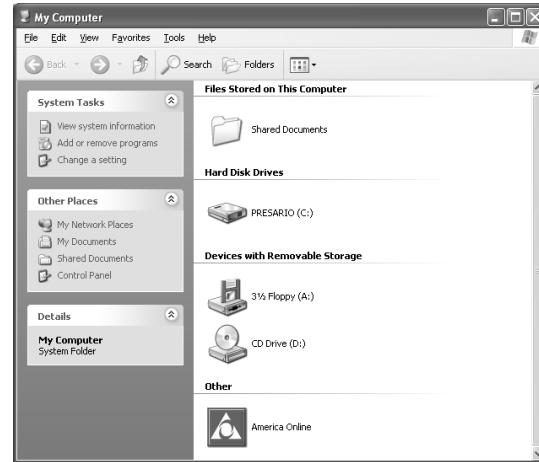 My Computer
File Edit View Favorites Tools Help
Back Search Folders
System Tasks
View system information
Add or remove programs
Change a setting
Other Places
My Network Places
My Documents
Shared Documents
Control Panel
Details
My Computer
System Folder
Files Stored on This Computer
Shared Documents
Hard Disk Drives
PRESARIO (C:)
Devices with Removable Storage
3½ Floppy (A:)
CD Drive (D:)
Other
America Online